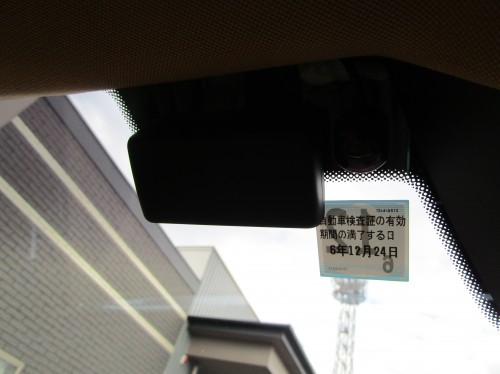 自動車検査証の有効
期間の満了する日
6年12月24日